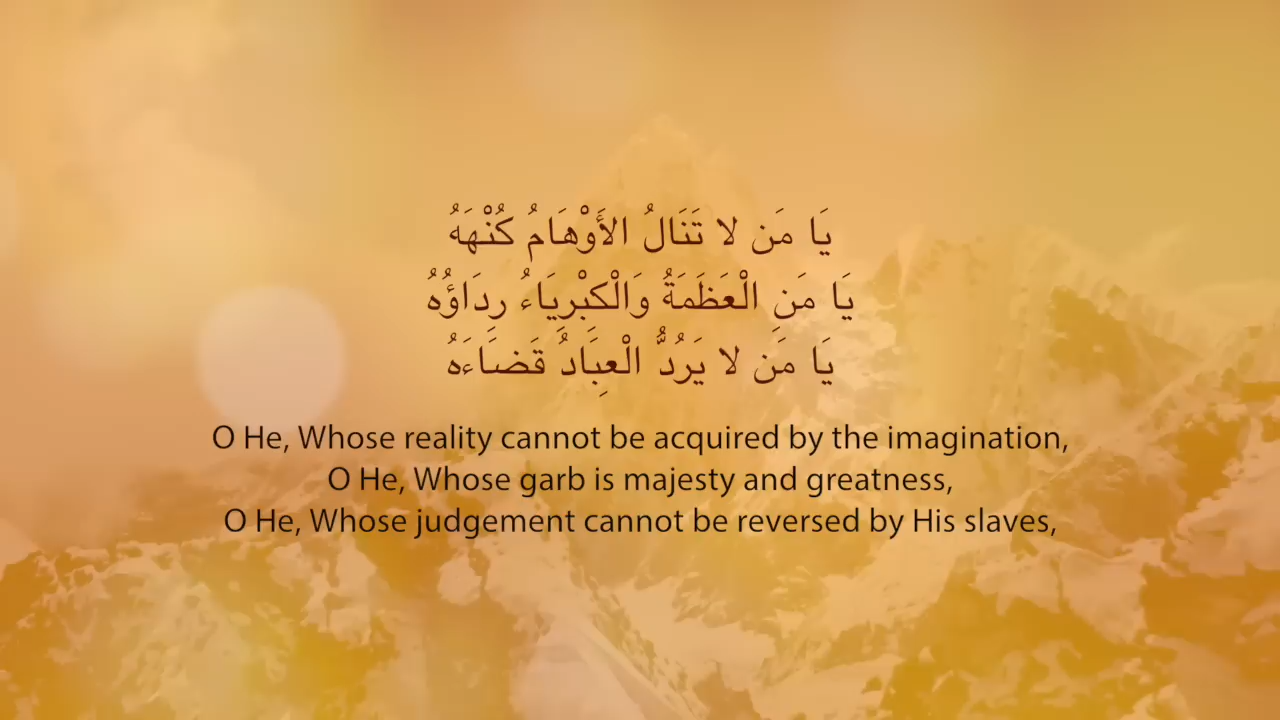 يَا مَن لا تَنَالُ الأَوْهَامُ كُنْهَهُ
يَا مَنِ الْعَظَمَةُ وَالْكِبْرِيَاءُ رِدَاؤُهُ
يَا مَن لا يَرُدُّ الْعِبَادُ قَضَاءَهُ
O He, Whose reality cannot be acquired by the imagination,
O He, Whose garb is majesty and greatness,
O He, Whose judgement cannot be reversed by His slaves,